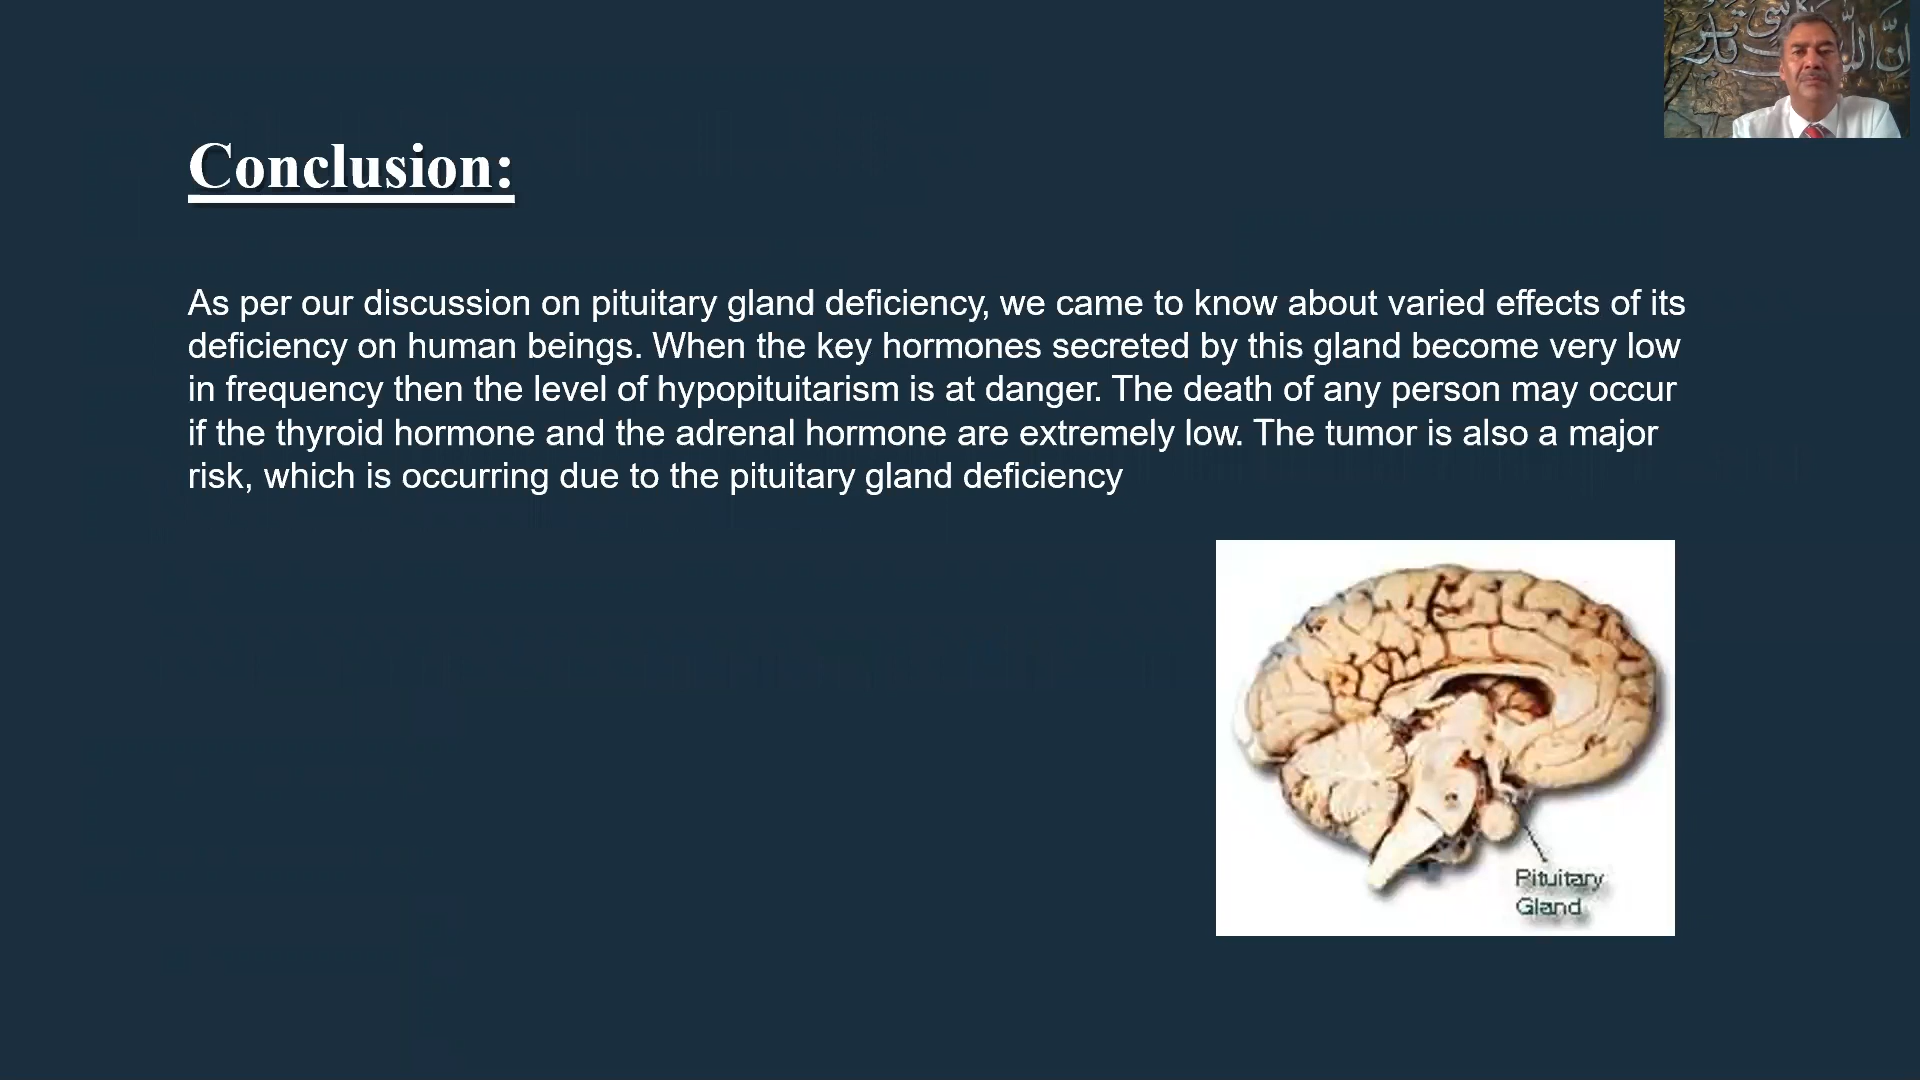 Conclusion:
As per our discussion on pituitary gland deficiency, we came to know about varied effects of its
deficiency on human beings. When the key hormones secreted by this gland become very low
in frequency then the level of hypopituitarism is at danger. The death of any person may occur
if the thyroid hormone and the adrenal hormone are extremely low. The tumor is also a major
risk, which is occurring due to the pituitary gland deficiency
Pituitary
Gland